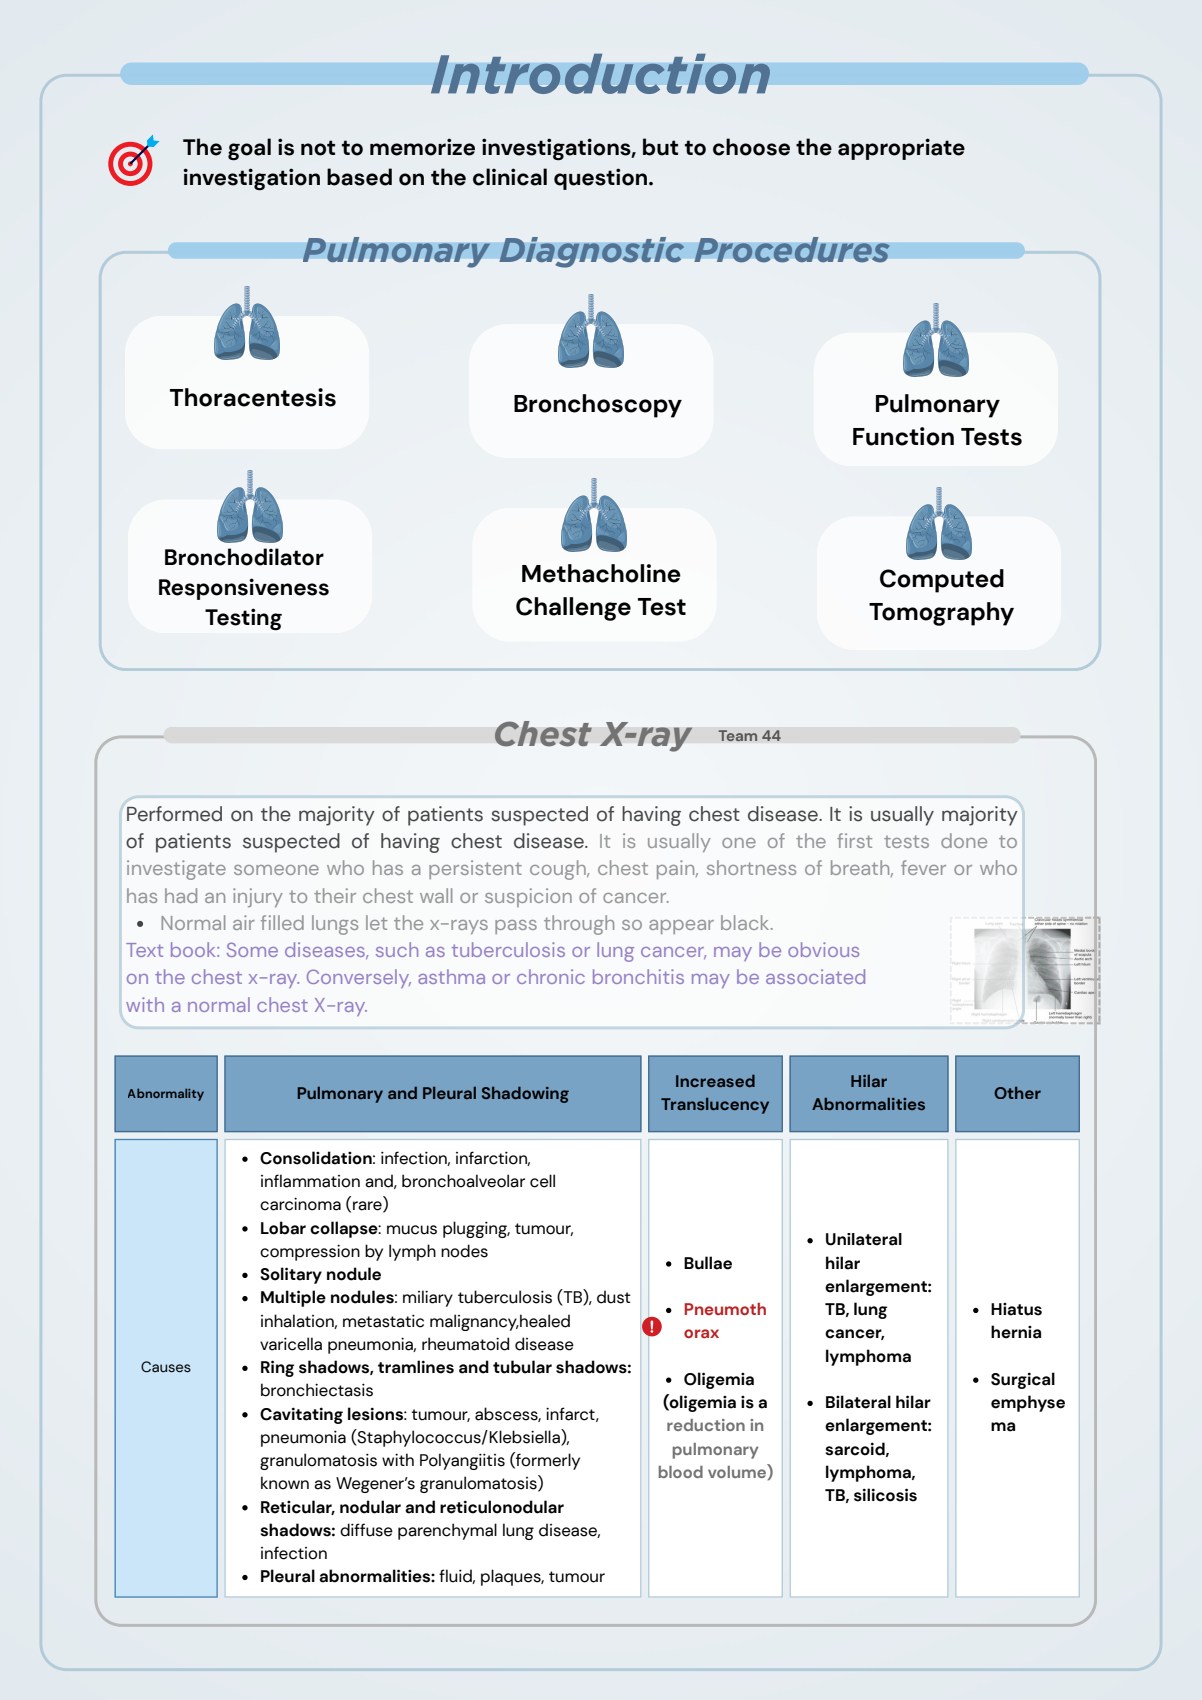 Introduction
The goal is not to memorize investigations, but to choose the appropriate
investigation based on the clinical question.
Pulmonary Diagnostic Procedures
Thoracentesis
Bronchoscopy
Pulmonary
Function Tests
Bronchodilator
Responsiveness
Testing
Methacholine
Challenge Test
Computed
Tomography
Chest X-ray
Team 44
Performed on the majority of patients suspected of having chest disease. It is usually majority
of patients suspected of having chest disease. It is usually one of the first tests done to
investigate someone who has a persistent cough, chest pain, shortness of breath, fever or who
has had an injury to their chest wall or suspicion of cancer.
• Normal air filled lungs let the x-rays pass through so appear black.
Text book: Some diseases, such as tuberculosis or lung cancer, may be obvious
on the chest x-ray. Conversely, asthma or chronic bronchitis may be associated
with a normal chest X-ray.
Abnormality
Pulmonary and Pleural Shadowing
Increased
Translucency
Hilar
Abnormalities
Other
Causes
• Consolidation: infection, infarction,
inflammation and, bronchoalveolar cell
carcinoma (rare)
• Lobar collapse: mucus plugging, tumour,
compression by lymph nodes
• Solitary nodule
• Multiple nodules: miliary tuberculosis (TB), dust
inhalation, metastatic malignancy,healed
varicella pneumonia, rheumatoid disease
• Ring shadows, tramlines and tubular shadows:
bronchiectasis
• Cavitating lesions: tumour, abscess, infarct,
pneumonia (Staphylococcus/Klebsiella),
granulomatosis with Polyangiitis (formerly
known as Wegener's granulomatosis)
• Reticular, nodular and reticulonodular
shadows: diffuse parenchymal lung disease,
infection
• Pleural abnormalities: fluid, plaques, tumour
• Bullae
• Pneumoth
orax
• Oligemia
(oligemia is a
reduction in
pulmonary
blood volume)
• Unilateral
hilar
enlargement:
TB, lung
cancer,
lymphoma
• Bilateral hilar
enlargement:
sarcoid,
lymphoma,
TB, silicosis
• Hiatus
hernia
• Surgical
emphyse
ma